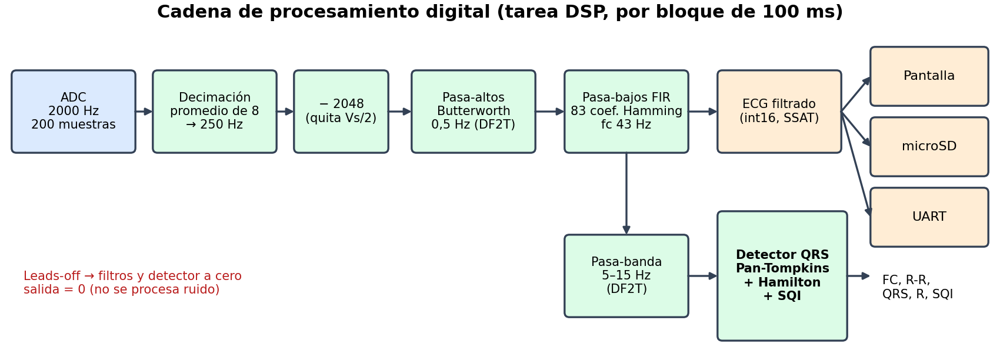 Cadena de procesamiento digital (tarea DSP, por bloque de 100 ms)
ADC
2000 Hz
200 muestras
Decimación
promedio de 8
→ 250 Hz
− 2048
(quita Vs/2)
Pasa-altos
Butterworth
0,5 Hz (DF2T)
Pasa-bajos FIR
83 coef. Hamming
fc 43 Hz
ECG filtrado
(int16, SSAT)
Pantalla
microSD
UART
Pasa-banda
5–15 Hz
(DF2T)
Detector QRS
Pan-Tompkins
+ Hamilton
+ SQI
FC, R-R,
QRS, R, SQI
Leads-off → filtros y detector a cero
salida = 0 (no se procesa ruido)